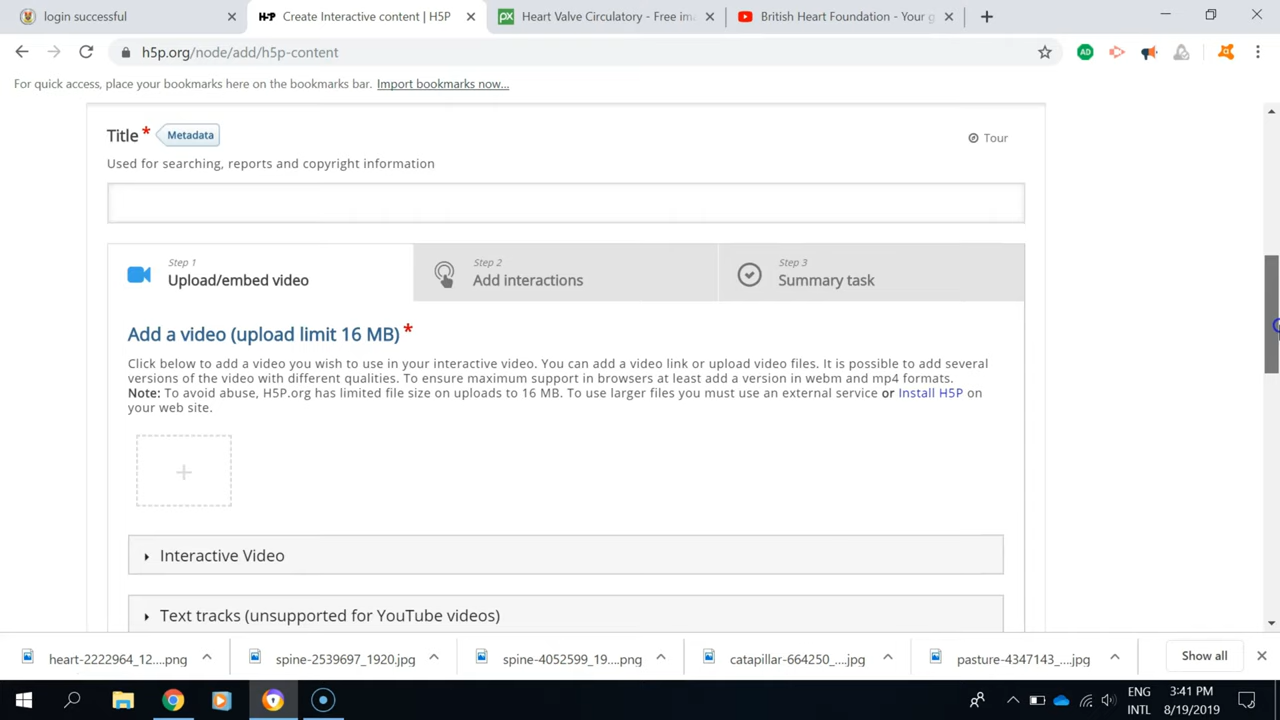 login successful
H-P Create Interactive content | H5P
Heart Valve Circulatory - Free im
British Heart Foundation - Your g
h5p.org/node/add/h5p-content
AD
For quick access, place your bookmarks here on the bookmarks bar. Import bookmarks now...
Title * Metadata
Tour
Used for searching, reports and copyright information
Step 1
Upload/embed video
Step 2
Add interactions
Step 3
Summary task
Add a video (upload limit 16 MB) *
Click below to add a video you wish to use in your interactive video. You can add a video link or upload video files. It is possible to add several
versions of the video with different qualities. To ensure maximum support in browsers at least add a version in webm and mp4 formats.
Note: To avoid abuse, H5P.org has limited file size on uploads to 16 MB. To use larger files you must use an external service or Install H5P on
your web site.
Interactive Video
Text tracks (unsupported for YouTube videos)
heart-2222964_12....png
spine-2539697_1920.jpg
spine-4052599_19....png
catapillar-664250_....jpg
pasture-4347143_....jpg
Show all
ENG
INTL
3:41 PM
8/19/2019